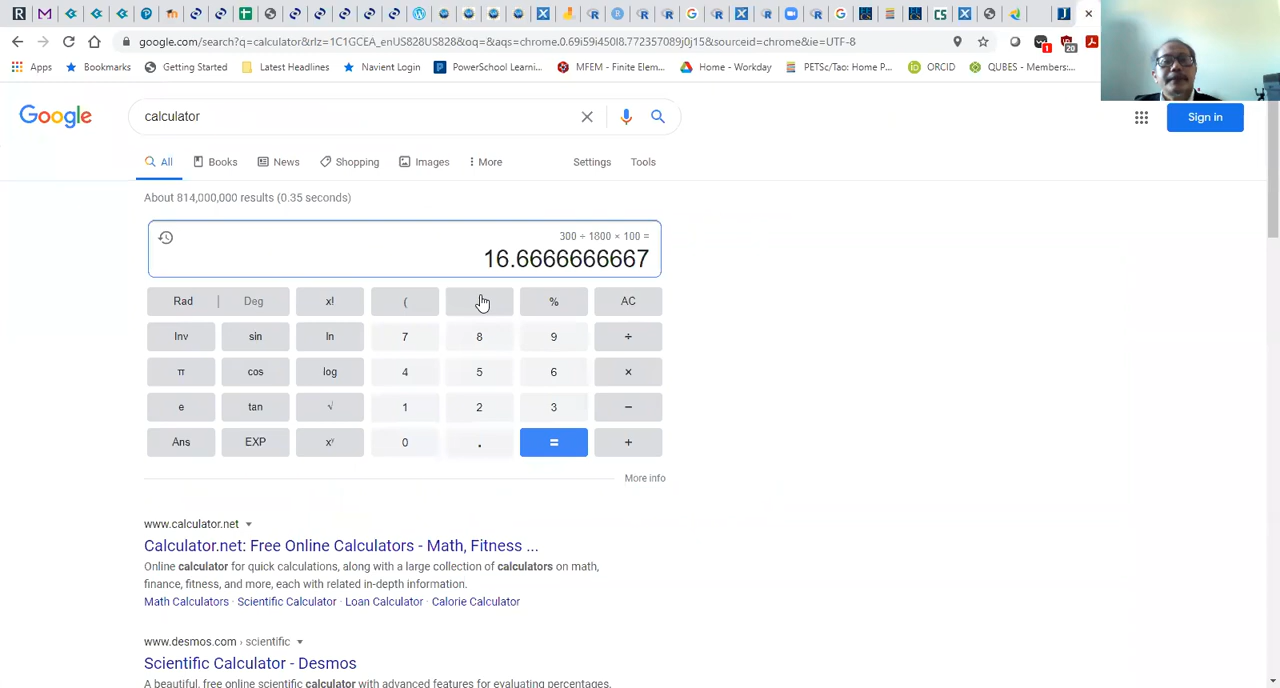 google.com/search?q=calculator&rlz=1C1GCEA_enUS828US828&oq=&aqs=chrome.0.69i59i450l8.772357089j0j15&sourceid=chrome&ie=UTF-8
Apps Bookmarks Getting Started Latest Headlines Navient Login PowerSchool Learni... MFEM - Finite Elem... Home - Workday PETSc/Tao: Home P... ORCID QUBES - Members:...
Google calculator Sign in
All Books News Shopping Images More Settings Tools
About 814,000,000 results (0.35 seconds)
300 ÷ 1800 × 100 =
16.6666666667
Rad Deg x! ( % AC
Inv sin ln 7 8 9 ÷
π cos log 4 5 6 ×
e tan √ 1 2 3 −
Ans EXP xʸ 0 . = +
More info
www.calculator.net
Calculator.net: Free Online Calculators - Math, Fitness ...
Online calculator for quick calculations, along with a large collection of calculators on math,
finance, fitness, and more, each with related in-depth information.
Math Calculators · Scientific Calculator · Loan Calculator · Calorie Calculator
www.desmos.com › scientific
Scientific Calculator - Desmos
A beautiful, free online scientific calculator with advanced features for evaluating percentages,